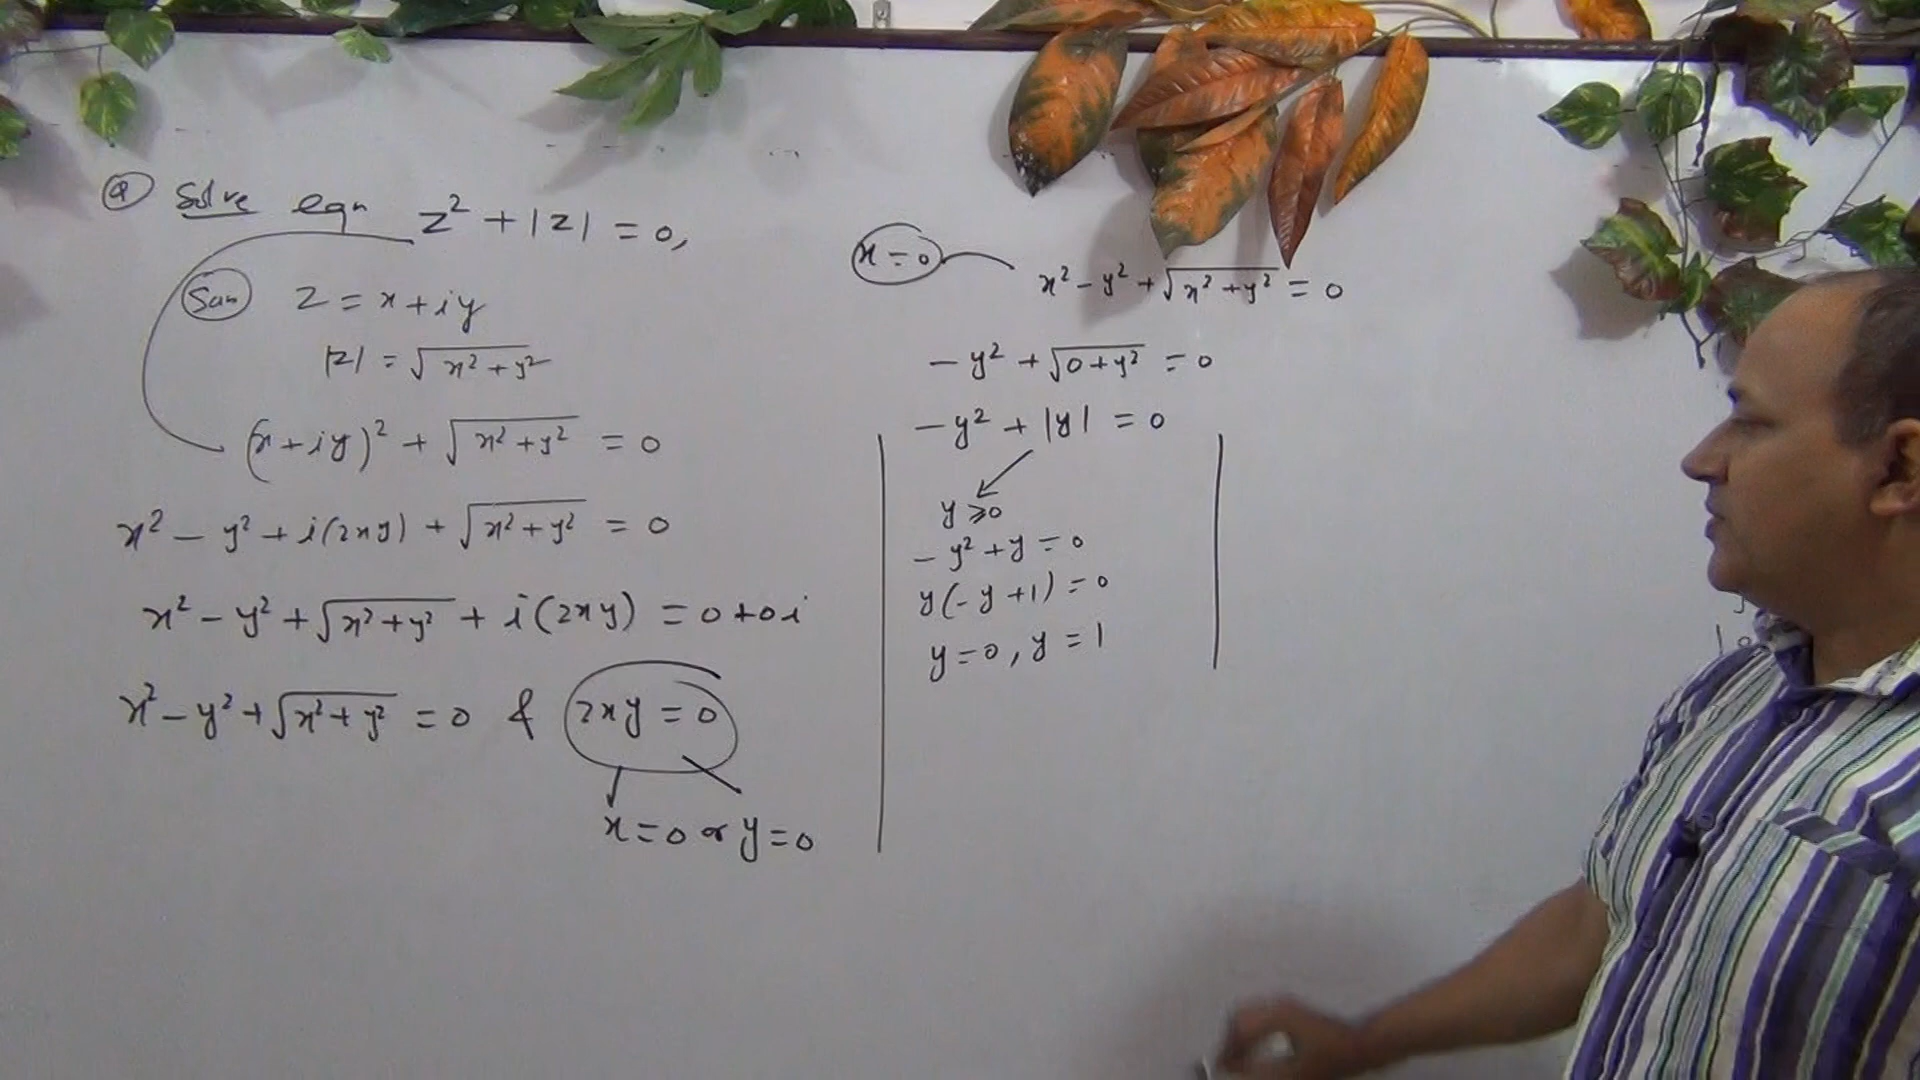 Q Solve eqn z² + |z| = 0,
Soln z = x + iy
|z| = √(x² + y²)
(x + iy)² + √(x² + y²) = 0
x² - y² + i(2xy) + √(x² + y²) = 0
x² - y² + √(x² + y²) + i(2xy) = 0 + 0i
x² - y² + √(x² + y²) = 0 & 2xy = 0
x = 0 or y = 0
x = 0
x² - y² + √(x² + y²) = 0
- y² + √(0 + y²) = 0
- y² + |y| = 0
y ≥ 0
- y² + y = 0
y(- y + 1) = 0
y = 0, y = 1